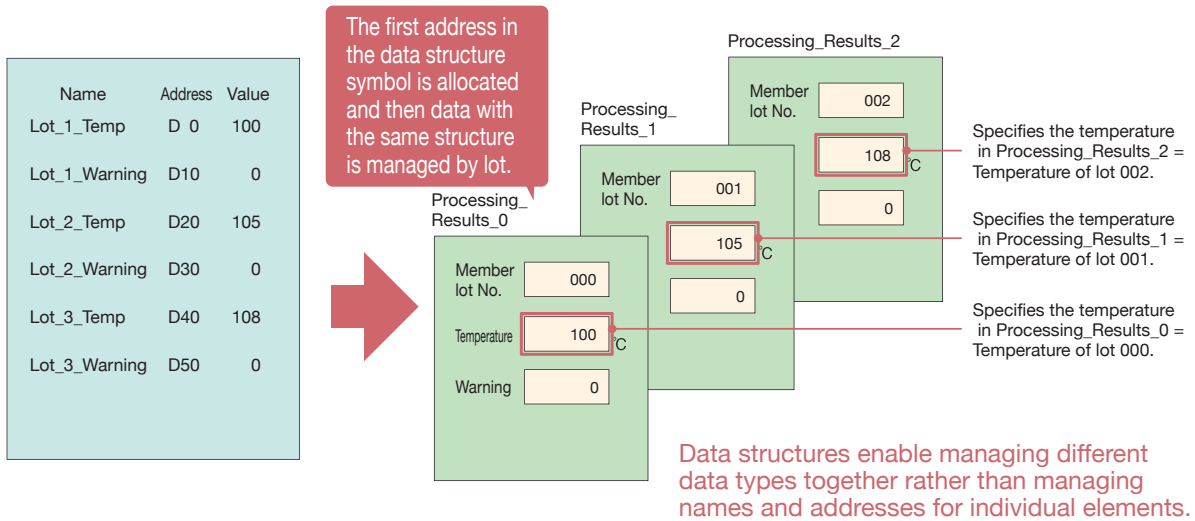 Name Address Value
Lot_1_Temp D 0 100
Lot_1_Warning D10 0
Lot_2_Temp D20 105
Lot_2_Warning D30 0
Lot_3_Temp D40 108
Lot_3_Warning D50 0
The first address in
the data structure
symbol is allocated
and then data with
the same structure
is managed by lot.
Processing_
Results_0
Member
lot No.
000
Temperature
100
℃
Warning
0
Processing_
Results_1
Member
lot No.
001
105
℃
0
Processing_Results_2
Member
lot No.
002
108
℃
0
Specifies the temperature
in Processing_Results_2 =
Temperature of lot 002.
Specifies the temperature
in Processing_Results_1 =
Temperature of lot 001.
Specifies the temperature
in Processing_Results_0 =
Temperature of lot 000.
Data structures enable managing different
data types together rather than managing
names and addresses for individual elements.